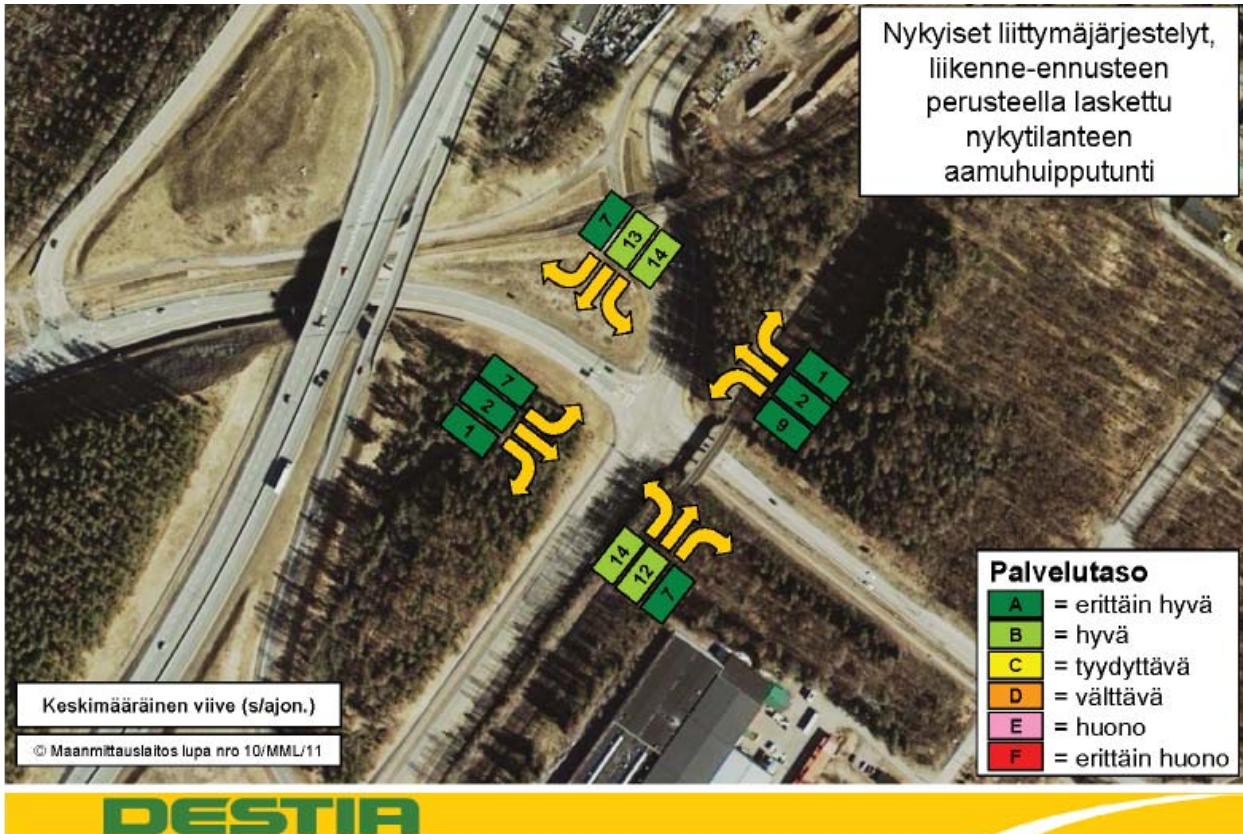 Nykyiset liittymäjärjestelyt,
liikenne-ennusteen
perusteella laskettu
nykytilanteen
aamuhuipputunti
7
13
14
7
2
1
1
2
9
14
12
7
Palvelutaso
A = erittäin hyvä
B = hyvä
C = tyydyttävä
D = välttävä
E = huono
F = erittäin huono
Keskimääräinen viive (s/ajon.)
© Maanmittauslaitos lupa nro 10/MML/11
DESTIA